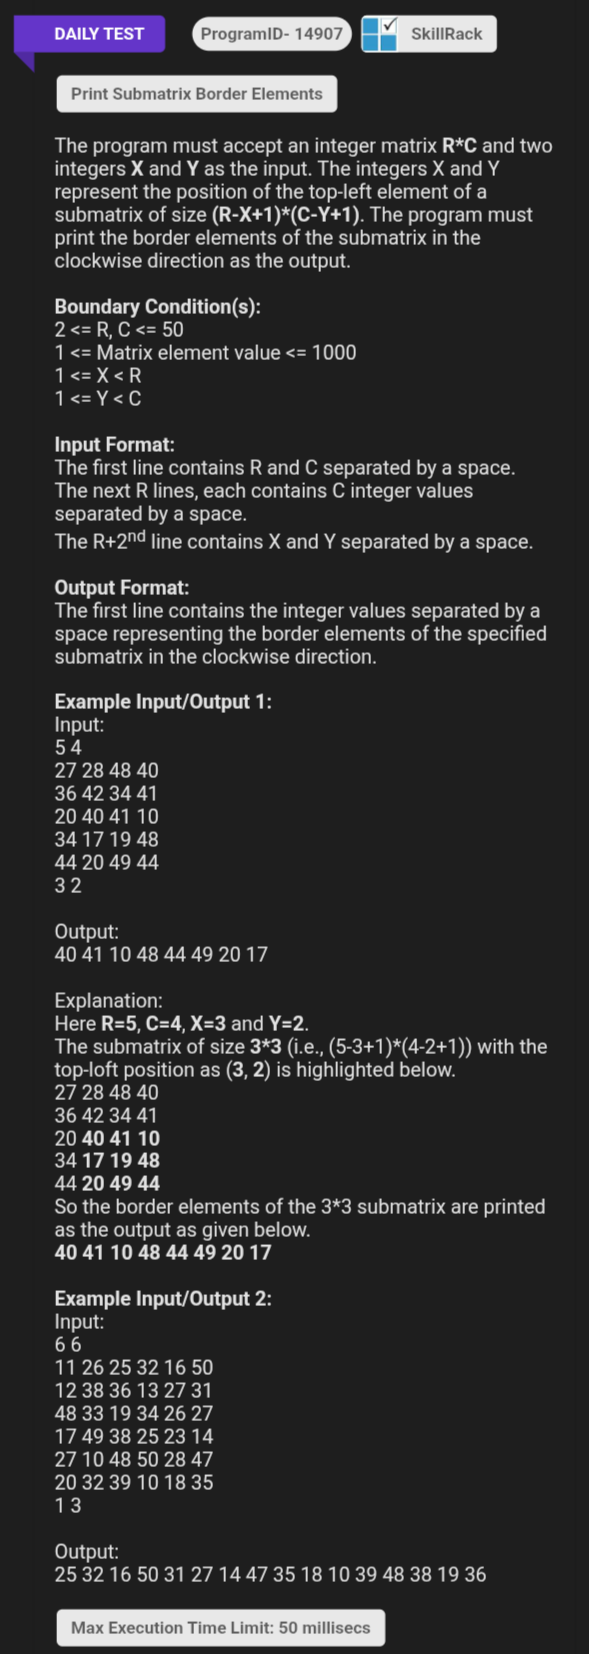 DAILY TEST
ProgramID- 14907
SkillRack
Print Submatrix Border Elements
The program must accept an integer matrix R*C and two
integers X and Y as the input. The integers X and Y
represent the position of the top-left element of a
submatrix of size (R-X+1)*(C-Y+1). The program must
print the border elements of the submatrix in the
clockwise direction as the output.
Boundary Condition(s):
2 <= R, C <= 50
1 <= Matrix element value <= 1000
1 <= X < R
1 <= Y < C
Input Format:
The first line contains R and C separated by a space.
The next R lines, each contains C integer values
separated by a space.
The R+2nd line contains X and Y separated by a space.
Output Format:
The first line contains the integer values separated by a
space representing the border elements of the specified
submatrix in the clockwise direction.
Example Input/Output 1:
Input:
5 4
27 28 48 40
36 42 34 41
20 40 41 10
34 17 19 48
44 20 49 44
3 2
Output:
40 41 10 48 44 49 20 17
Explanation:
Here R=5, C=4, X=3 and Y=2.
The submatrix of size 3*3 (i.e., (5-3+1)*(4-2+1)) with the
top-loft position as (3, 2) is highlighted below.
27 28 48 40
36 42 34 41
20 40 41 10
34 17 19 48
44 20 49 44
So the border elements of the 3*3 submatrix are printed
as the output as given below.
40 41 10 48 44 49 20 17
Example Input/Output 2:
Input:
6 6
11 26 25 32 16 50
12 38 36 13 27 31
48 33 19 34 26 27
17 49 38 25 23 14
27 10 48 50 28 47
20 32 39 10 18 35
1 3
Output:
25 32 16 50 31 27 14 47 35 18 10 39 48 38 19 36
Max Execution Time Limit: 50 millisecs